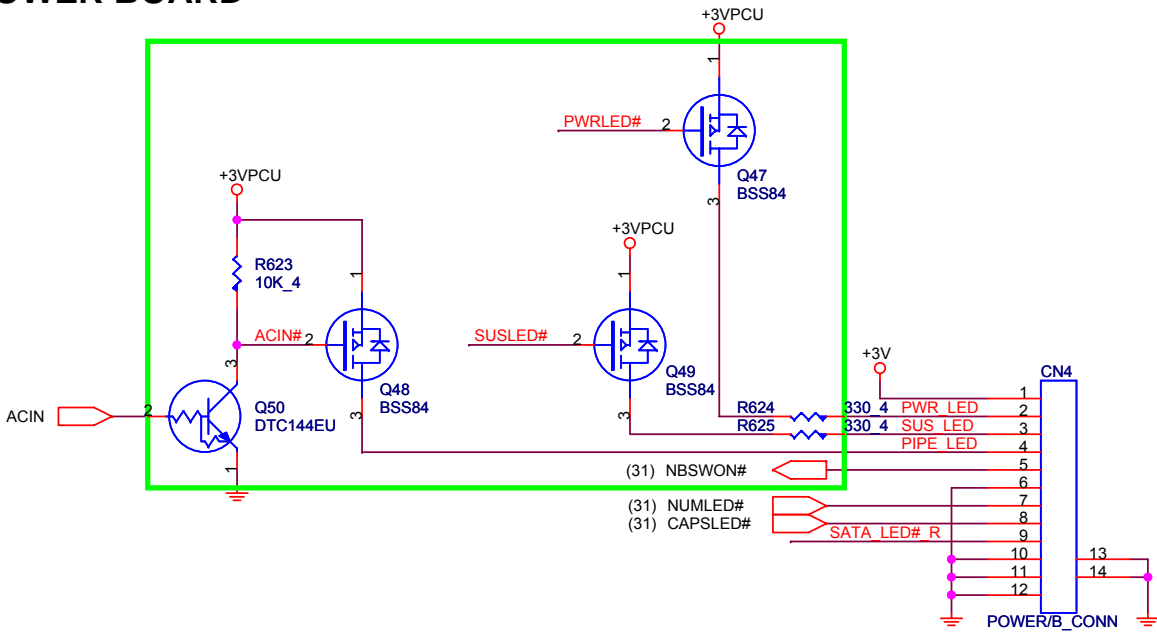 OWER BOARD
+3VPCU
1
PWRLED#
2
Q47
BSS84
3
+3VPCU
+3VPCU
R623
10K_4
1
1
ACIN#
2
SUSLED#
2
+3V
3
Q48
BSS84
Q49
BSS84
CN4
ACIN
2
Q50
DTC144EU
3
3
1
R624
330_4
PWR_LED
1
2
R625
330_4
SUS_LED
3
PIPE_LED
4
(31) NBSWON#
5
6
(31) NUMLED#
7
(31) CAPSLED#
8
SATA_LED#_R
9
10
13
11
14
12
POWER/B_CONN